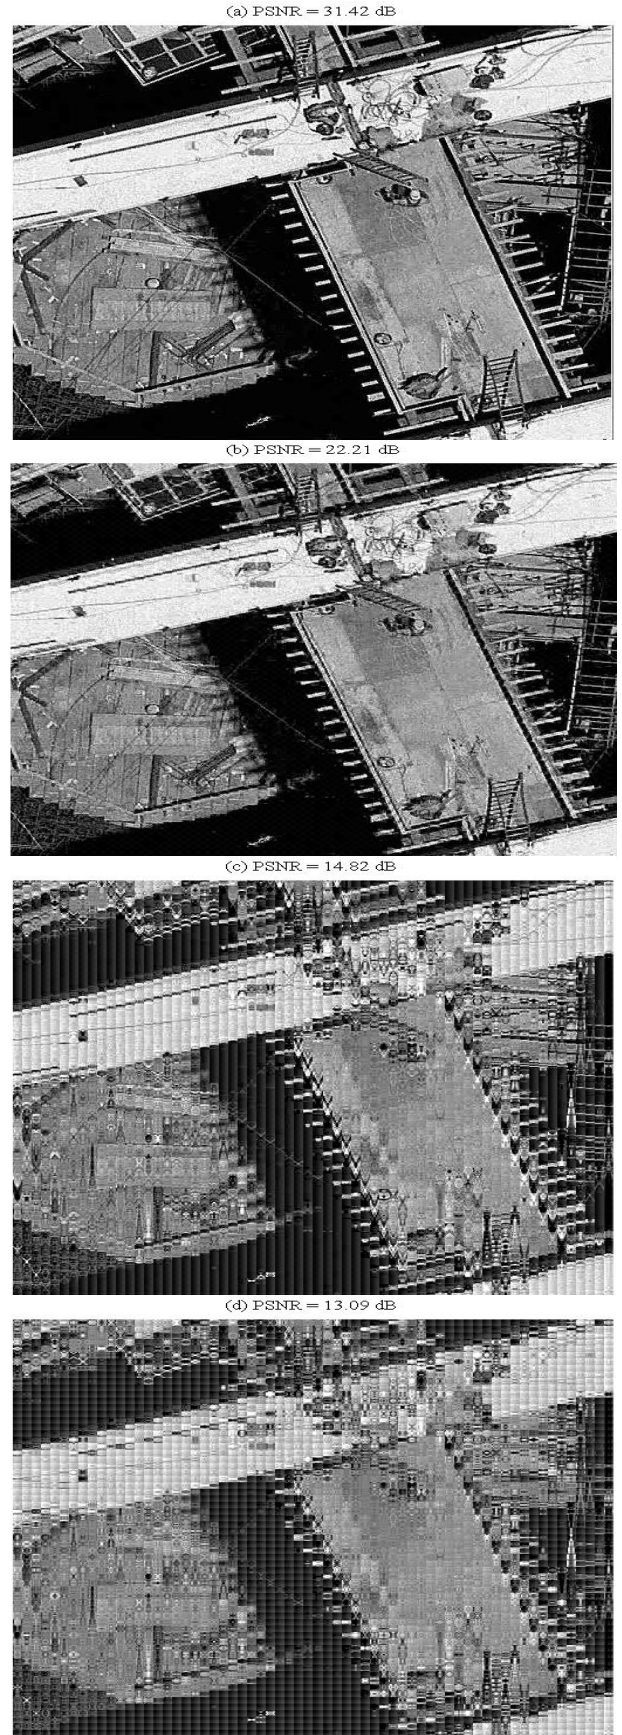 (a) PSNR = 31.42 dB
(b) PSNR = 22.21 dB
(c) PSNR = 14.82 dB
(d) PSNR = 13.09 dB